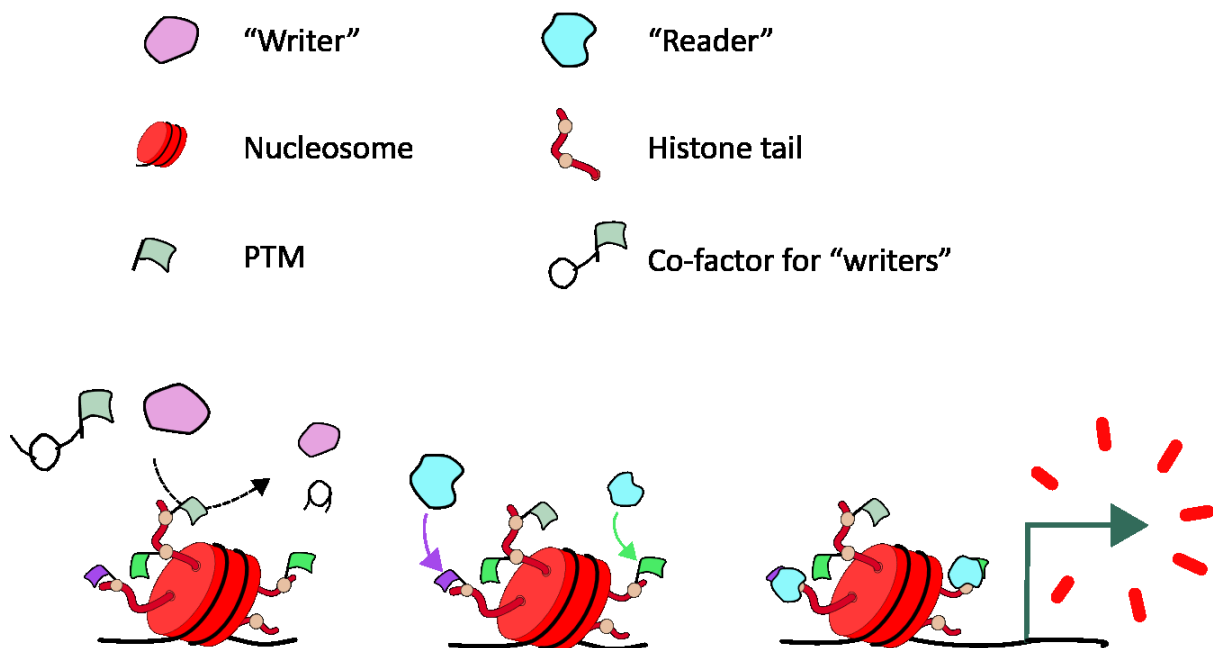 “Writer”
“Reader”
Nucleosome
Histone tail
PTM
Co-factor for “writers”